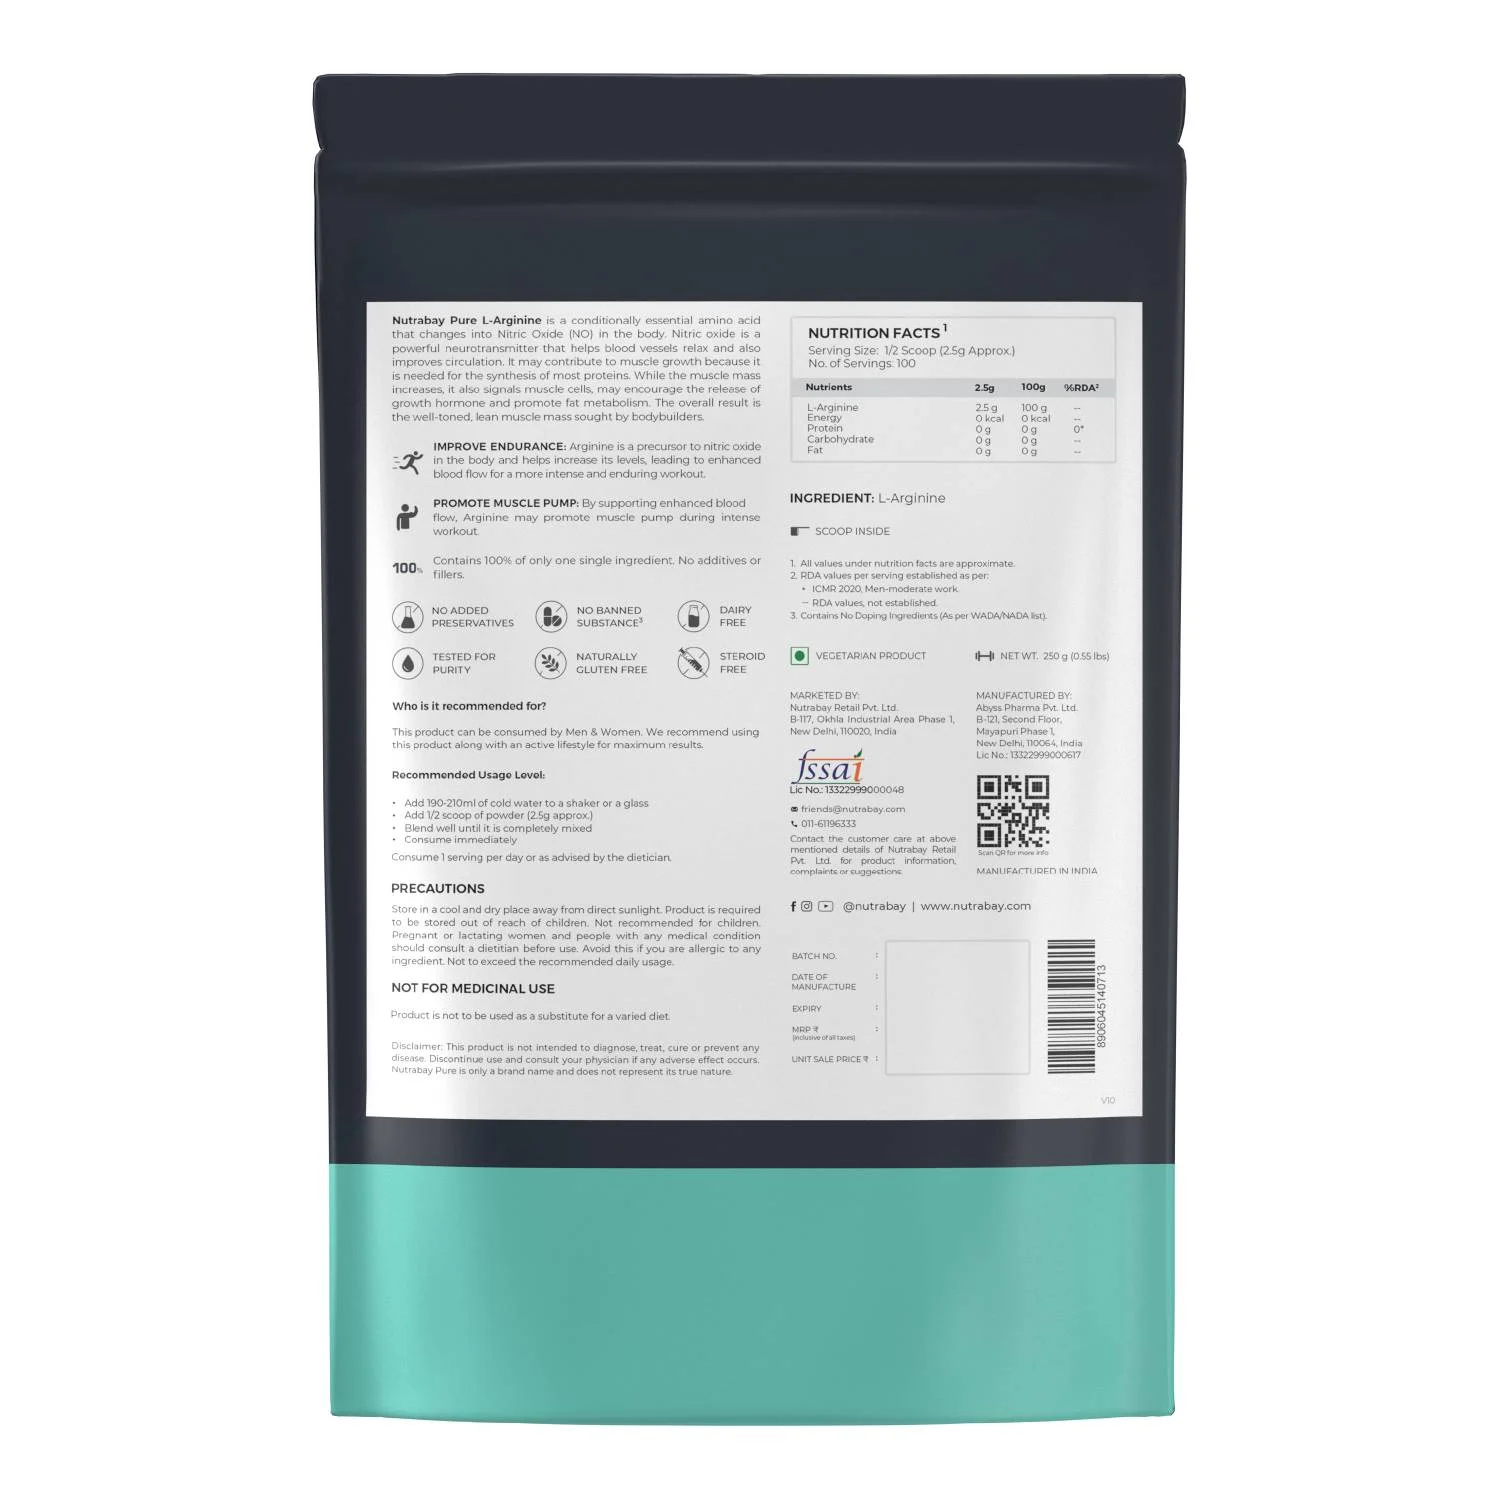 Nutrabay Pure L-Arginine is a conditionally essential amino acid
that changes into Nitric Oxide (NO) in the body. Nitric oxide is a
powerful neurotransmitter that helps blood vessels relax and also
improves circulation. It may contribute to muscle growth because it
is needed for the synthesis of most proteins. While the muscle mass
increases, it also signals muscle cells, may encourage the release of
growth hormone and promote fat metabolism. The overall result is
the well-toned, lean muscle mass sought by bodybuilders.
IMPROVE ENDURANCE: Arginine is a precursor to nitric oxide
in the body and helps increase its levels, leading to enhanced
blood flow for a more intense and enduring workout.
PROMOTE MUSCLE PUMP: By supporting enhanced blood
flow, Arginine may promote muscle pump during intense
workout.
100%
Contains 100% of only one single ingredient. No additives or
fillers.
NO ADDED
PRESERVATIVES
NO BANNED
SUBSTANCE³
DAIRY
FREE
TESTED FOR
PURITY
NATURALLY
GLUTEN FREE
STEROID
FREE
Who is it recommended for?
This product can be consumed by Men & Women. We recommend using
this product along with an active lifestyle for maximum results.
Recommended Usage Level:
• Add 190-210ml of cold water to a shaker or a glass
• Add 1/2 scoop of powder (2.5g approx.)
• Blend well until it is completely mixed
• Consume immediately
Consume 1 serving per day or as advised by the dietician.
PRECAUTIONS
Store in a cool and dry place away from direct sunlight. Product is required
to be stored out of reach of children. Not recommended for children.
Pregnant or lactating women and people with any medical condition
should consult a dietitian before use. Avoid this if you are allergic to any
ingredient. Not to exceed the recommended daily usage.
NOT FOR MEDICINAL USE
Product is not to be used as a substitute for a varied diet.
Disclaimer: This product is not intended to diagnose, treat, cure or prevent any
disease. Discontinue use and consult your physician if any adverse effect occurs.
Nutrabay Pure is only a brand name and does not represent its true nature.
NUTRITION FACTS¹
Serving Size: 1/2 Scoop (2.5g Approx.)
No. of Servings: 100
Nutrients 2.5g 100g %RDA²
L-Arginine 2.5 g 100 g --
Energy 0 kcal 0 kcal --
Protein 0 g 0 g 0*
Carbohydrate 0 g 0 g --
Fat 0 g 0 g --
INGREDIENT: L-Arginine
SCOOP INSIDE
1. All values under nutrition facts are approximate.
2. RDA values per serving established as per:
• ICMR 2020, Men-moderate work.
-- RDA values, not established.
3. Contains No Doping Ingredients (As per WADA/NADA list).
VEGETARIAN PRODUCT
NET WT. 250 g (0.55 lbs)
MARKETED BY:
Nutrabay Retail Pvt. Ltd.
B-117, Okhla Industrial Area Phase 1,
New Delhi, 110020, India
fssai
Lic No.: 13322999000048
friends@nutrabay.com
011-61196333
Contact the customer care at above
mentioned details of Nutrabay Retail
Pvt. Ltd. for product information,
complaints or suggestions.
MANUFACTURED BY:
Abyss Pharma Pvt. Ltd.
B-121, Second Floor,
Mayapuri Phase 1,
New Delhi, 110064, India
Lic No.: 13322999000617
Scan QR for more info
MANUFACTURED IN INDIA
@nutrabay | www.nutrabay.com
BATCH NO. :
DATE OF
MANUFACTURE :
EXPIRY :
MRP ₹ :
(inclusive of all taxes)
UNIT SALE PRICE ₹ :
8906045140713
V10